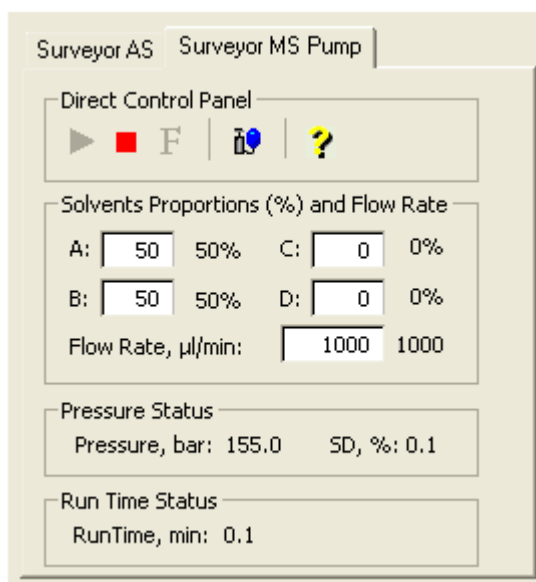 Surveyor AS Surveyor MS Pump
Direct Control Panel
F ?
Solvents Proportions (%) and Flow Rate
A: 50 50% C: 0 0%
B: 50 50% D: 0 0%
Flow Rate, µl/min: 1000 1000
Pressure Status
Pressure, bar: 155.0 SD, %: 0.1
Run Time Status
RunTime, min: 0.1